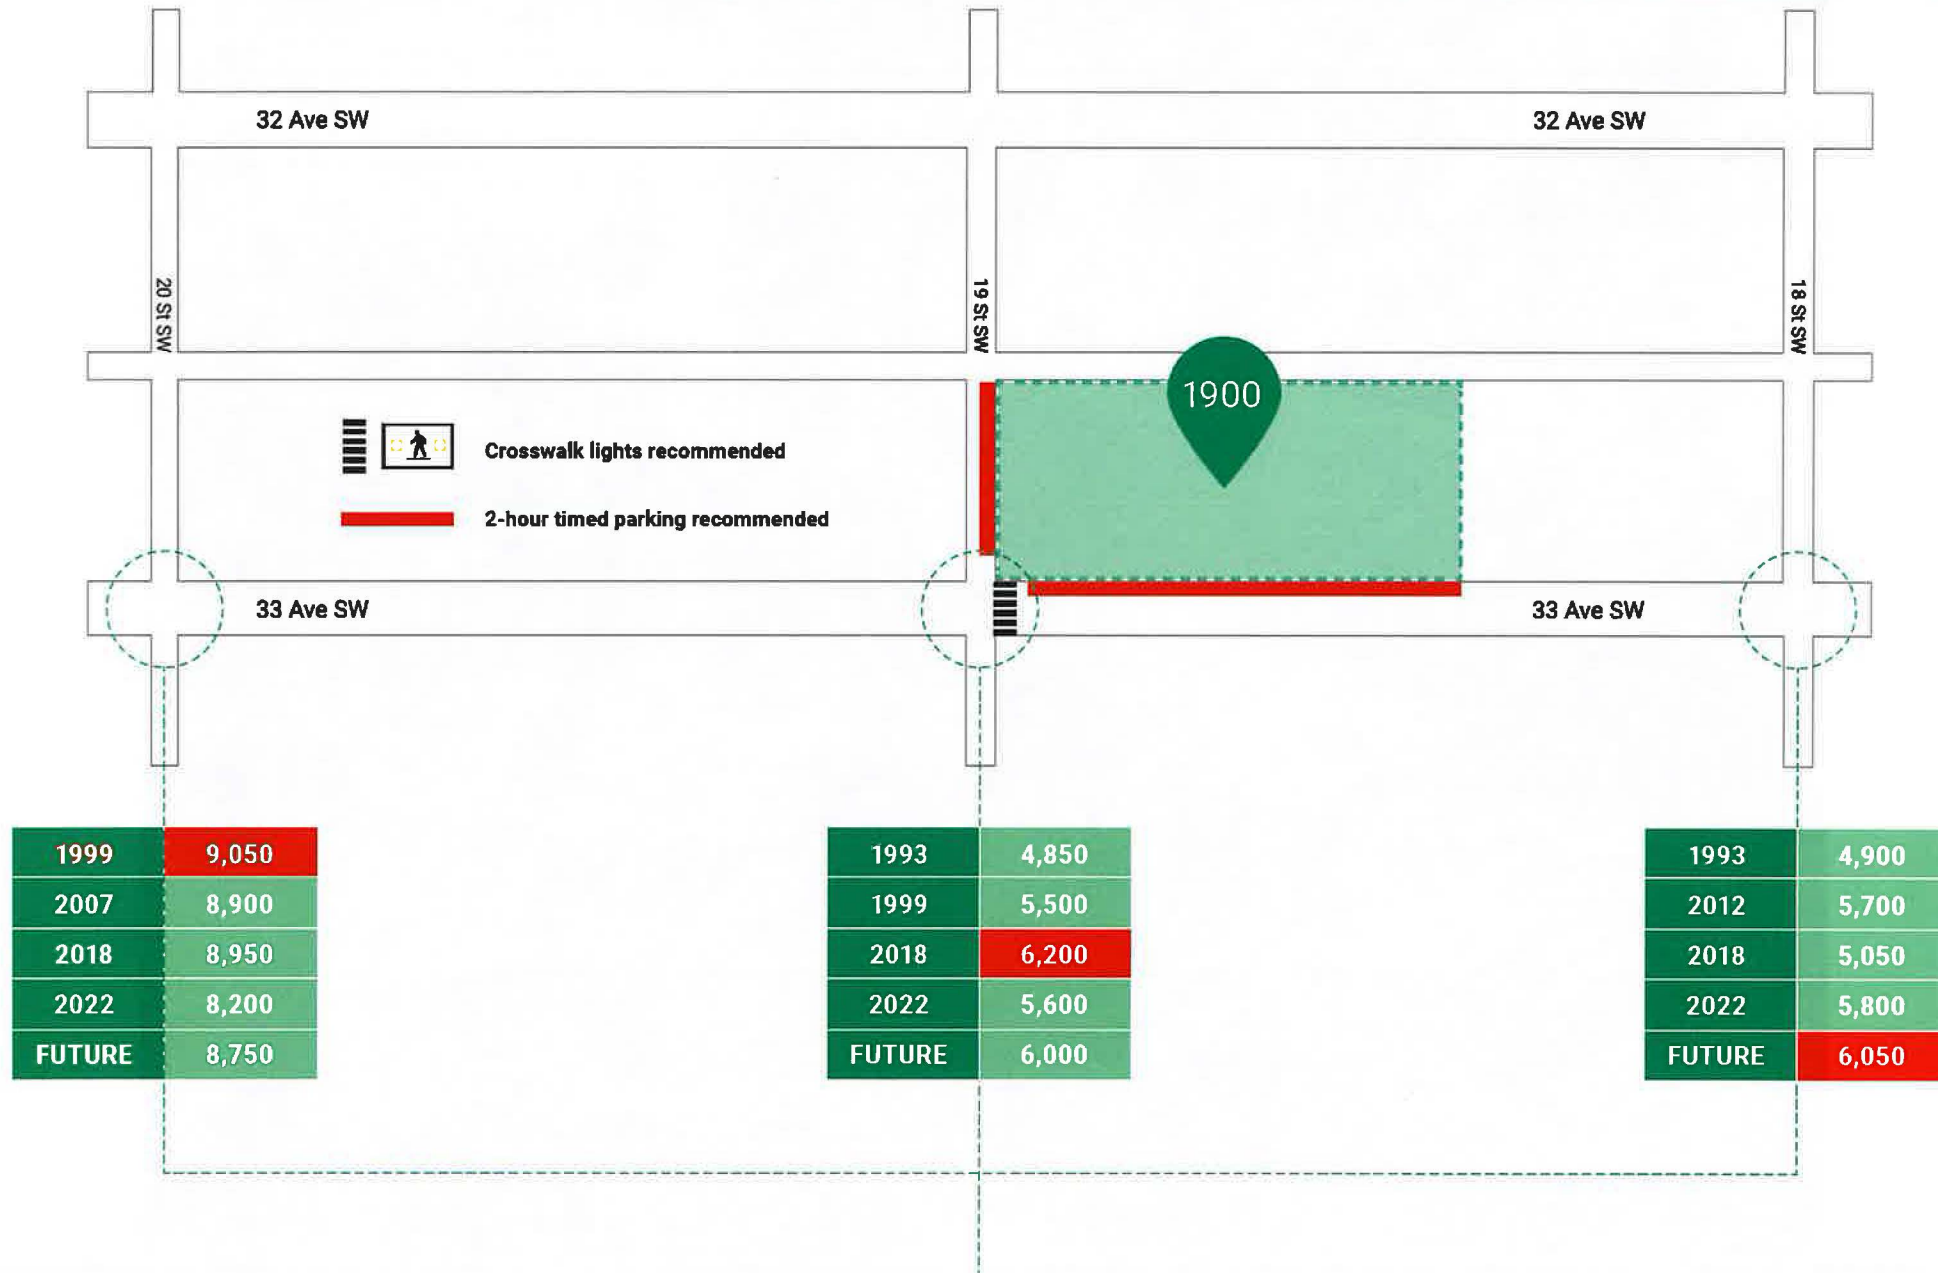 32 Ave SW
32 Ave SW
20 St SW
19 St SW
18 St SW
1900
Crosswalk lights recommended
2-hour timed parking recommended
33 Ave SW
33 Ave SW
1999 9,050
2007 8,900
2018 8,950
2022 8,200
FUTURE 8,750
1993 4,850
1999 5,500
2018 6,200
2022 5,600
FUTURE 6,000
1993 4,900
2012 5,700
2018 5,050
2022 5,800
FUTURE 6,050